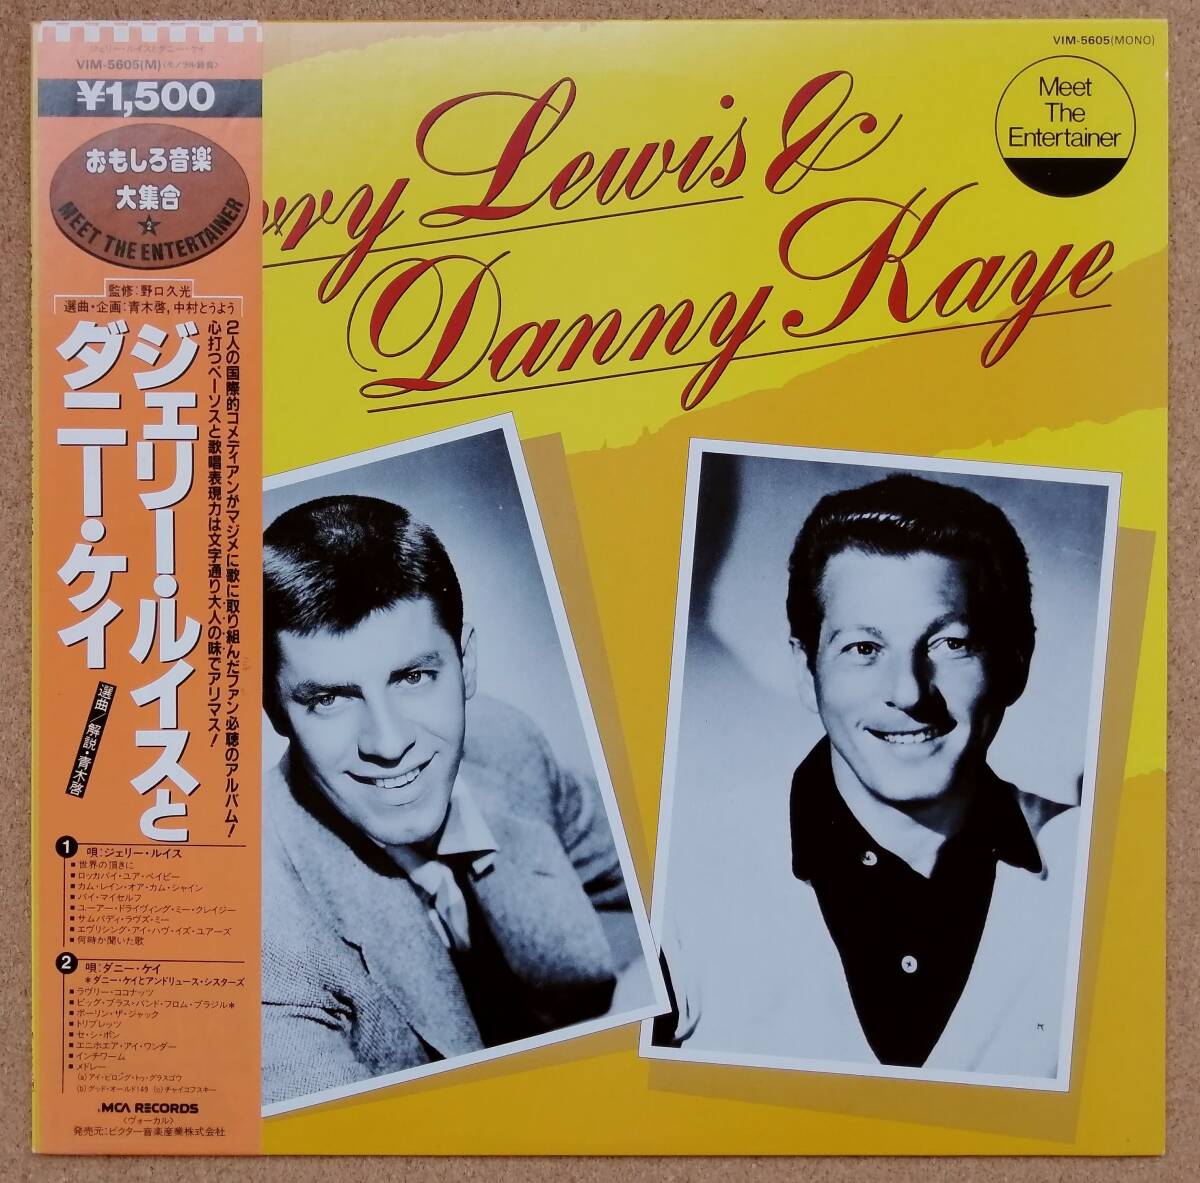 ジェリー・ルイスとダニー・ケイ
VIM-5605(M)〈モノラル録音〉
¥1,500
おもしろ音楽
大集合
2
MEET THE ENTERTAINER
監修:野口久光
選曲・企画:青木啓,中村とうよう
2人の国際的コメディアンがマジメに歌に取り組んだファン必聴のアルバム!
心打つペーソスと歌唱表現力は文字通り大人の味でアリマス!
ジェリー・ルイスと
ダニー・ケイ
選曲/解説・青木啓
1 唄:ジェリー・ルイス
■世界の頂きに
■ロッカバイ・ユア・ベイビー
■カム・レイン・オア・カム・シャイン
■バイ・マイセルフ
■ユーアー・ドライヴィング・ミー・クレイジー
■サムバディ・ラヴズ・ミー
■エヴリシング・アイ・ハヴ・イズ・ユアーズ
■何時か聞いた歌
2 唄:ダニー・ケイ
*ダニー・ケイとアンドリュース・シスターズ
■ラヴリー・ココナッツ
■ビッグ・ブラス・バンド・フロム・ブラジル*
■ボーリン・ザ・ジャック
■トリプレッツ
■セ・シ・ボン
■エニホエア・アイ・ワンダー
■インチワーム
■メドレー
(a)アイ・ビロング・トゥ・グラスゴウ
(b)グッド・オールド149 (c)チャイコフスキー
MCA RECORDS
〈ヴォーカル〉
発売元:ビクター音楽産業株式会社
VIM-5605(MONO)
Meet
The
Entertainer
rry Lewis &
Danny Kaye